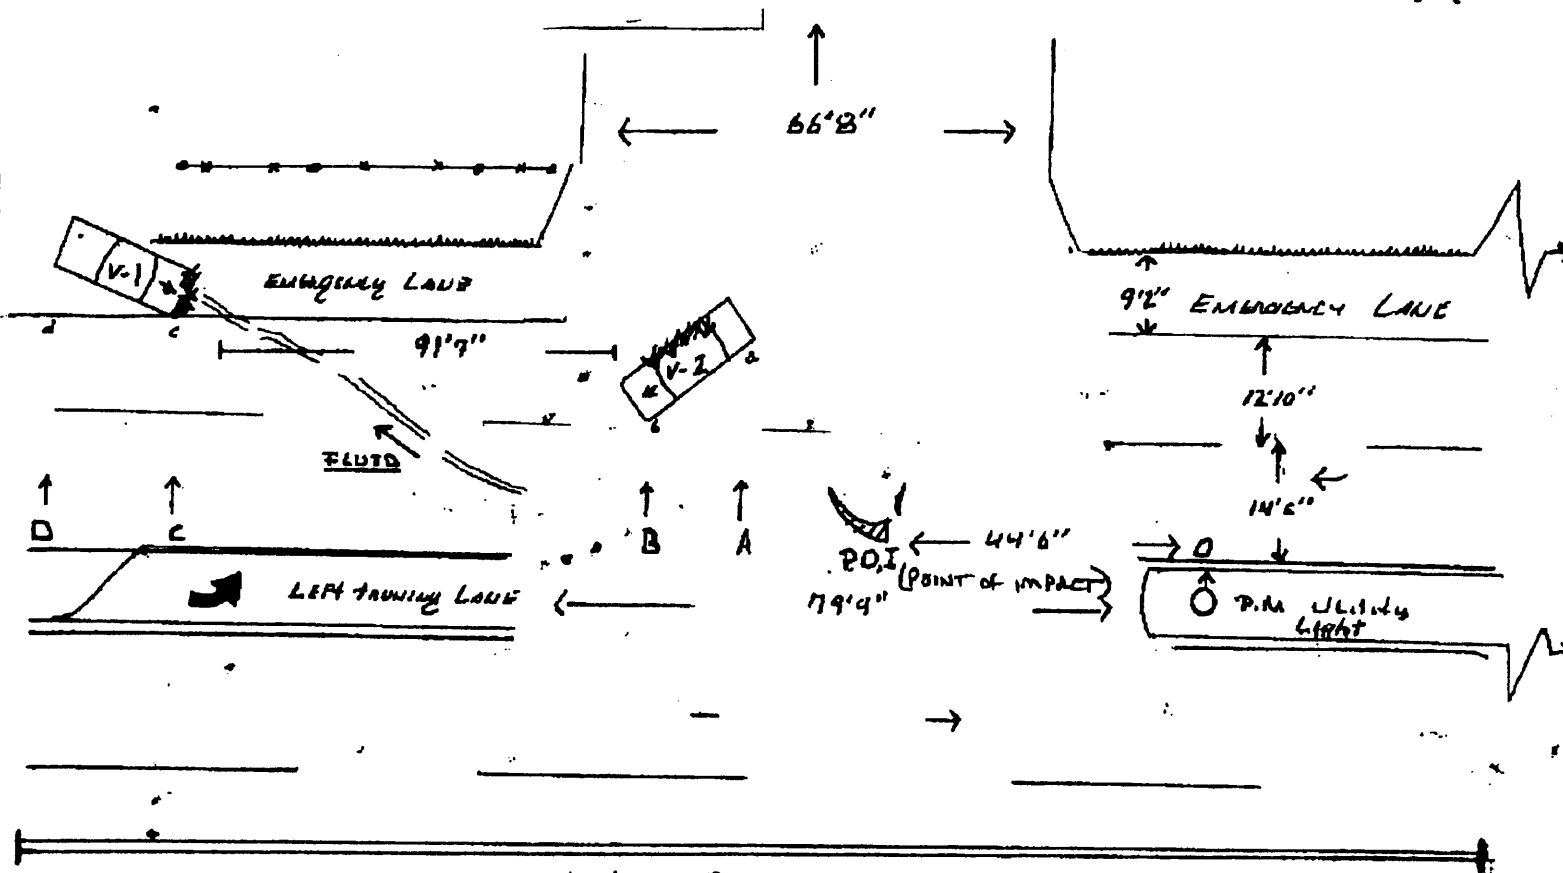 66'8"
V-1
EMERGENCY LANE
d
c
91'7"
V-2
a
b
9'2"
EMERGENCY LANE
12'10"
FLUID
14'6"
D
C
B
A
P.O.I
44'6"
O
(POINT OF IMPACT)
LEFT TURNING LANE
79'9"
P.M Utility
Light